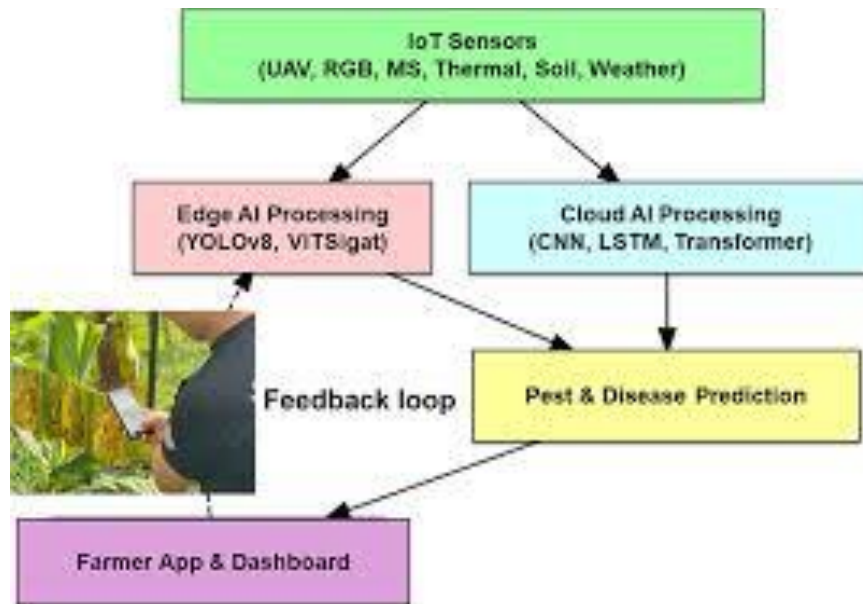 IoT Sensors
(UAV, RGB, MS, Thermal, Soil, Weather)
Edge AI Processing
(YOLOv8, ViTSigat)
Cloud AI Processing
(CNN, LSTM, Transformer)
Pest & Disease Prediction
Feedback loop
Farmer App & Dashboard